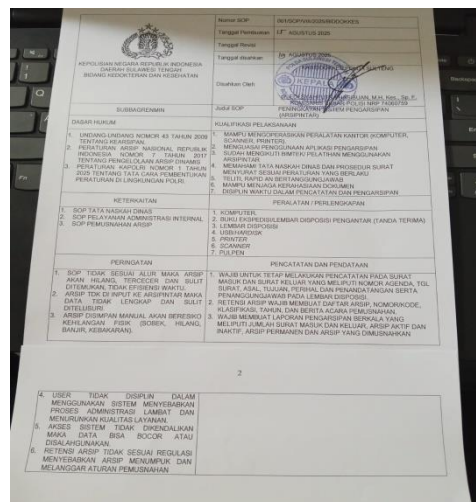 Nomor SOP
Tanggal Pembuatan
AGUSTUS 2025
Tanggal Revisi
Tanggal disahkan
AGUSTUS 2025
Disahkan Oleh
KEPOLISIAN NEGARA REPUBLIK INDONESIA
DAERAH SULAWESI TENGAH
BIDANG KEDOKTERAN DAN KESEHATAN
SUBBAGRENMIN
Judul SOP
PENINGKATAN SISTEM PENGARSIPAN
(ARSIPINTAR)
DASAR HUKUM
1. UNDANG-UNDANG NOMOR 43 TAHUN 2009
TENTANG KEARSIPAN.
2. PERATURAN ARSIP NASIONAL REPUBLIK
INDONESIA NOMOR 7 TAHUN 2017
TENTANG PENGELOLAAN ARSIP DINAMIS
3. PERATURAN KAPOLRI NOMOR 1 TAHUN
2025 TENTANG TATA CARA PEMBENTUKAN
PERATURAN DI LINGKUNGAN POLRI.
KUALIFIKASI PELAKSANAAN
1. MAMPU MENGOPERASIKAN PERALATAN KANTOR (KOMPUTER,
SCANNER, PRINTER).
2. MENGUASAI PENGGUNAAN APLIKASI PENGARSIPAN
3. SUDAH MENGIKUTI BIMTEK/ PELATIHAN MENGGUNAKAN
ARSIPINTAR
4. MEMAHAMI TATA NASKAH DINAS DAN PROSEDUR SURAT
MENYURAT SESUAI PERATURAN YANG BERLAKU
5. TELITI, RAPID AN BERTANGGUNGJAWAB
6. MAMPU MENJAGA KERAHASIAAN DOKUMEN
7. DISIPLIN WAKTU DALAM PENCATATAN DAN PENGARSIPAN
KETERKAITAN
1. SOP TATA NASKAH DINAS
2. SOP PELAYANAN ADMINISTRASI INTERNAL
3. SOP PEMUSNAHAN ARSIP
PERALATAN / PERLENGKAPAN
1. KOMPUTER,
2. BUKU EKSPEDISI/LEMBAR DISPOSISI PENGANTAR (TANDA TERIMA)
3. LEMBAR DISPOSISI
4. USB/HARDISK
5. PRINTER
6. SCANNER
7. PULPEN
PERINGATAN
1. SOP TIDAK SESUAI ALUR MAKA ARSIP
AKAN HILANG, TERCECER DAN SULIT
DITEMUKAN, TIDAK EFISIENSI WAKTU.
2. ARSIP TDK DI INPUT KE ARSIPINTAR MAKA
DATA TIDAK LENGKAP DAN SULIT
DITELUSURI
3. ARSIP DISIMPAN MANUAL AKAN BERESIKO
KEHILANGAN FISIK (SOBEK, HILANG,
BANJIR, KEBAKARAN).
PENCATATAN DAN PENDATAAN
1. WAJIB UNTUK TETAP MELAKUKAN PENCATATAN PADA SURAT
MASUK DAN SURAT KELUAR YANG MELIPUTI NOMOR AGENDA, TGL
SURAT, ASAL, TUJUAN, PERIHAL DAN PENANDATANGAN SERTA
PENANGGUNGJAWAB PADA LEMBAR DISPOSISI.
2. RETENSI ARSIP WAJIB MEMBUAT DAFTAR ARSIP, NOMOR/KODE,
KLASIFIKASI, TAHUN, DAN BERITA ACARA PEMUSNAHAN.
3. WAJIB MEMBUAT LAPORAN PENGARSIPAN BERKALA YANG
MELIPUTI JUMLAH SURAT MASUK DAN KELUAR, ARSIP AKTIF DAN
INAKTIF, ARSIP PERMANEN DAN ARSIP YANG DIMUSNAHKAN
2
4. USER TIDAK DISIPLIN DALAM
MENGGUNAKAN SISTEM MENYEBABKAN
PROSES ADMINISTRASI LAMBAT DAN
MENURUNKAN KUALITAS LAYANAN.
5. AKSES SISTEM TIDAK DIKENDALIKAN
MAKA DATA BISA BOCOR ATAU
DISALAHGUNAKAN.
6. RETENSI ARSIP TIDAK SESUAI REGULASI
MENYEBABKAN ARSIP MENUMPUK DAN
MELANGGAR ATURAN PEMUSNAHAN